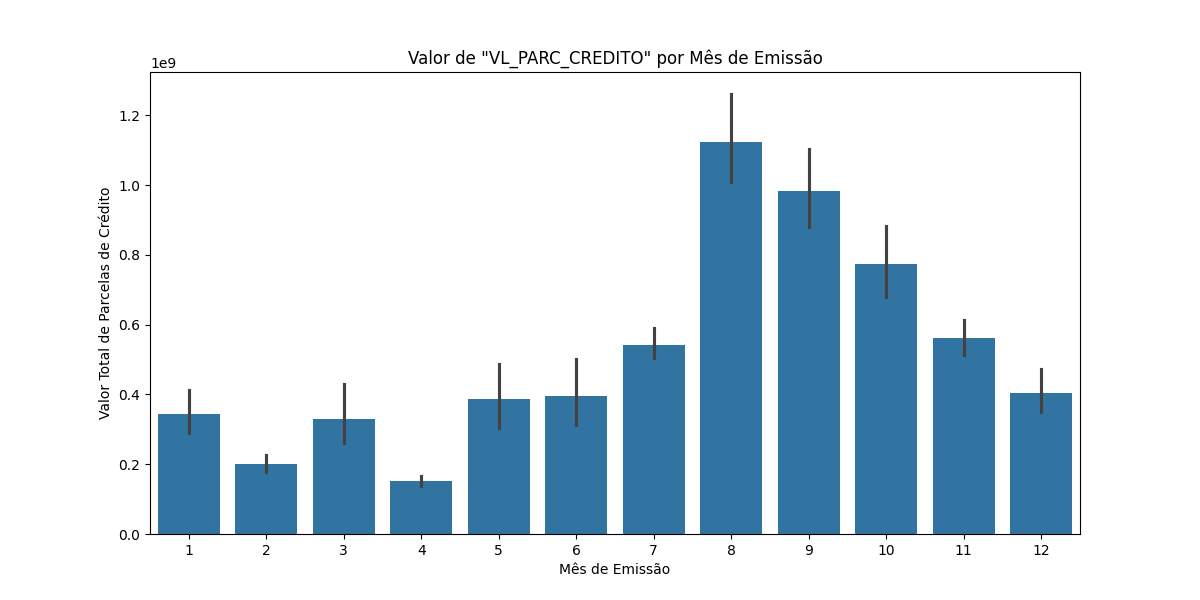 Valor de "VL_PARC_CREDITO" por Mês de Emissão
1e9
1.2
1.0
0.8
0.6
0.4
0.2
0.0
Valor Total de Parcelas de Crédito
1 2 3 4 5 6 7 8 9 10 11 12
Mês de Emissão